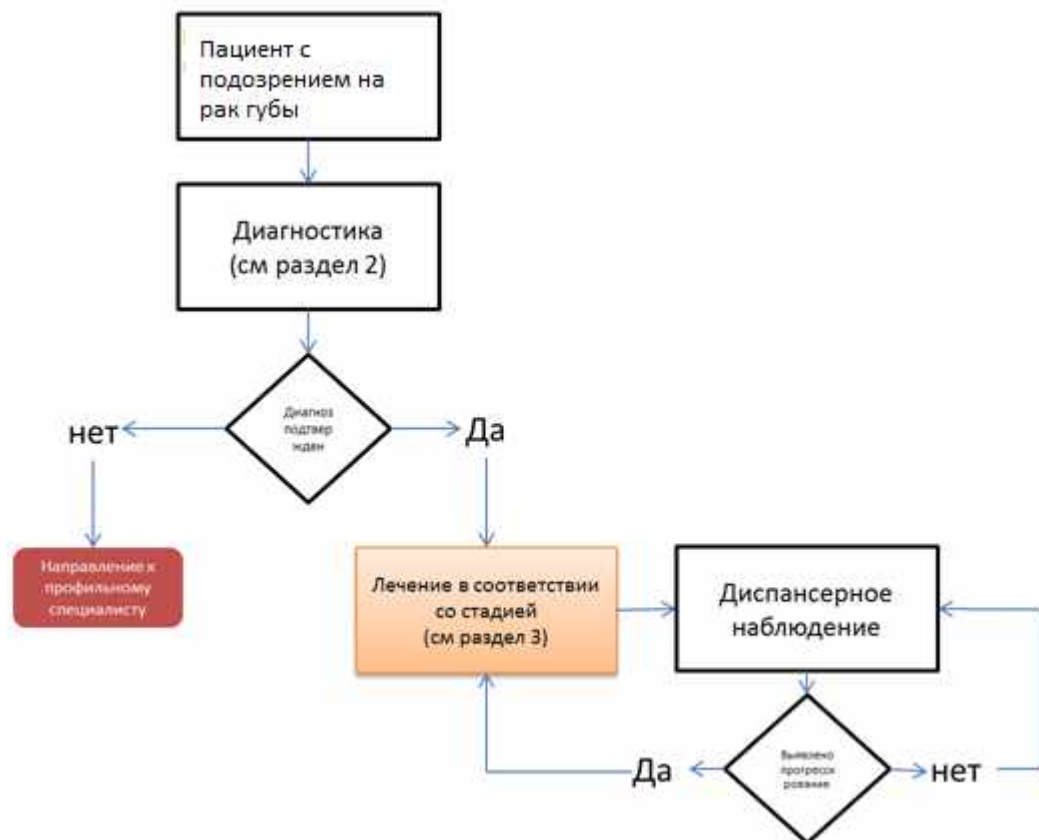 Пациент с
подозрением на
рак губы
Диагностика
(см раздел 2)
Диагноз
подтвер
жден
нет
Да
Направление к
профильному
специалисту
Лечение в соответствии
со стадией
(см раздел 3)
Диспансерное
наблюдение
Выявлено
прогресси
рование
Да
нет